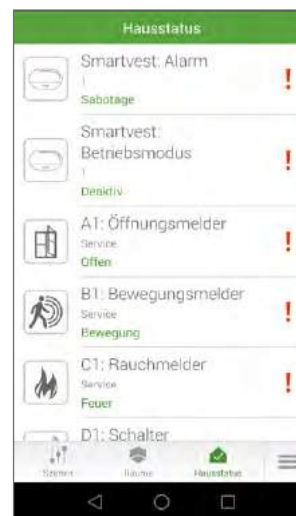 Hausstatus
Smartvest: Alarm
1
Sabotage
!
Smartvest:
Betriebsmodus
1
Deaktiv
!
A1: Öffnungsmelder
Service
Offen
!
B1: Bewegungsmelder
Service
Bewegung
!
C1: Rauchmelder
Service
Feuer
!
D1: Schalter
Szenen
Räume
Hausstatus